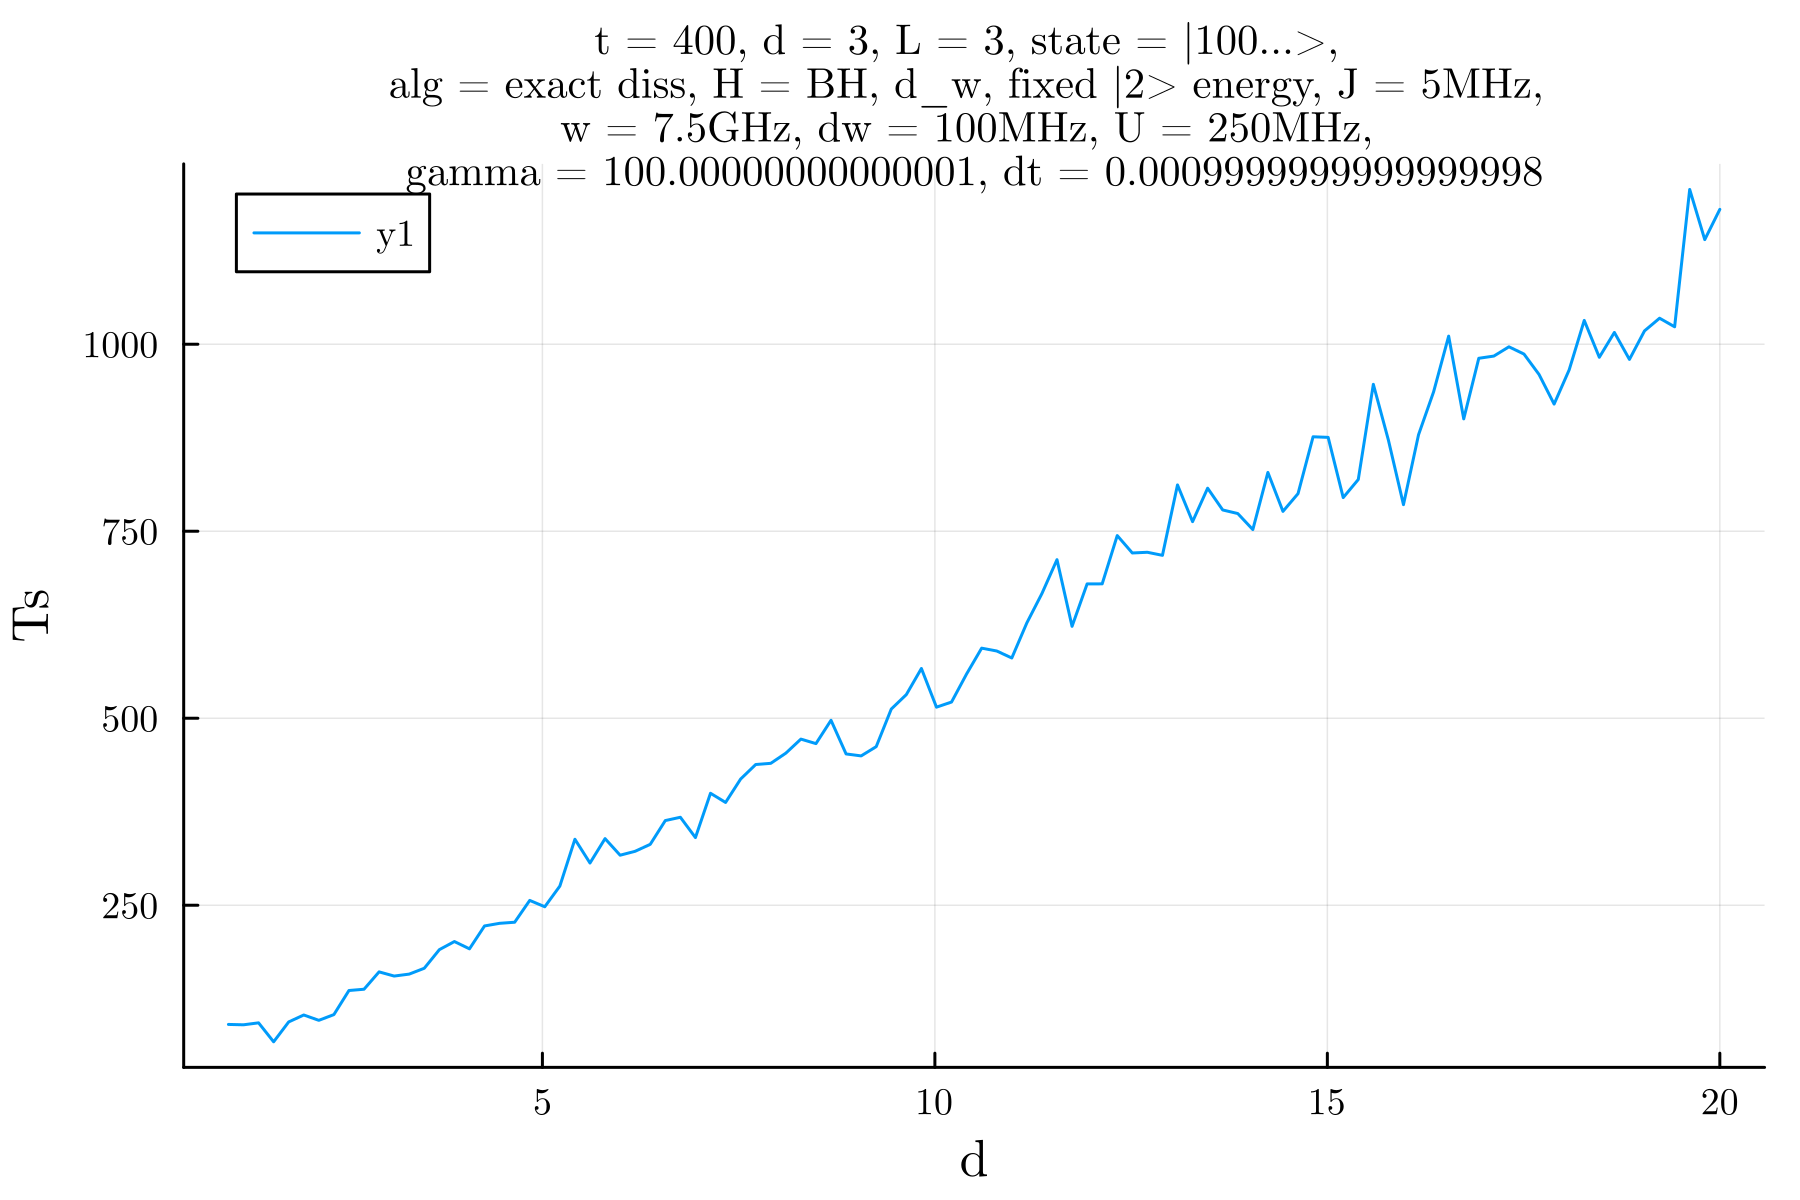 t = 400, d = 3, L = 3, state = |100...>,
alg = exact diss, H = BH, d_w, fixed |2> energy, J = 5MHz,
w = 7.5GHz, dw = 100MHz, U = 250MHz,
gamma = 100.00000000000001, dt = 0.0009999999999999998
y1
1000
750
500
250
Ts
5
10
15
20
d